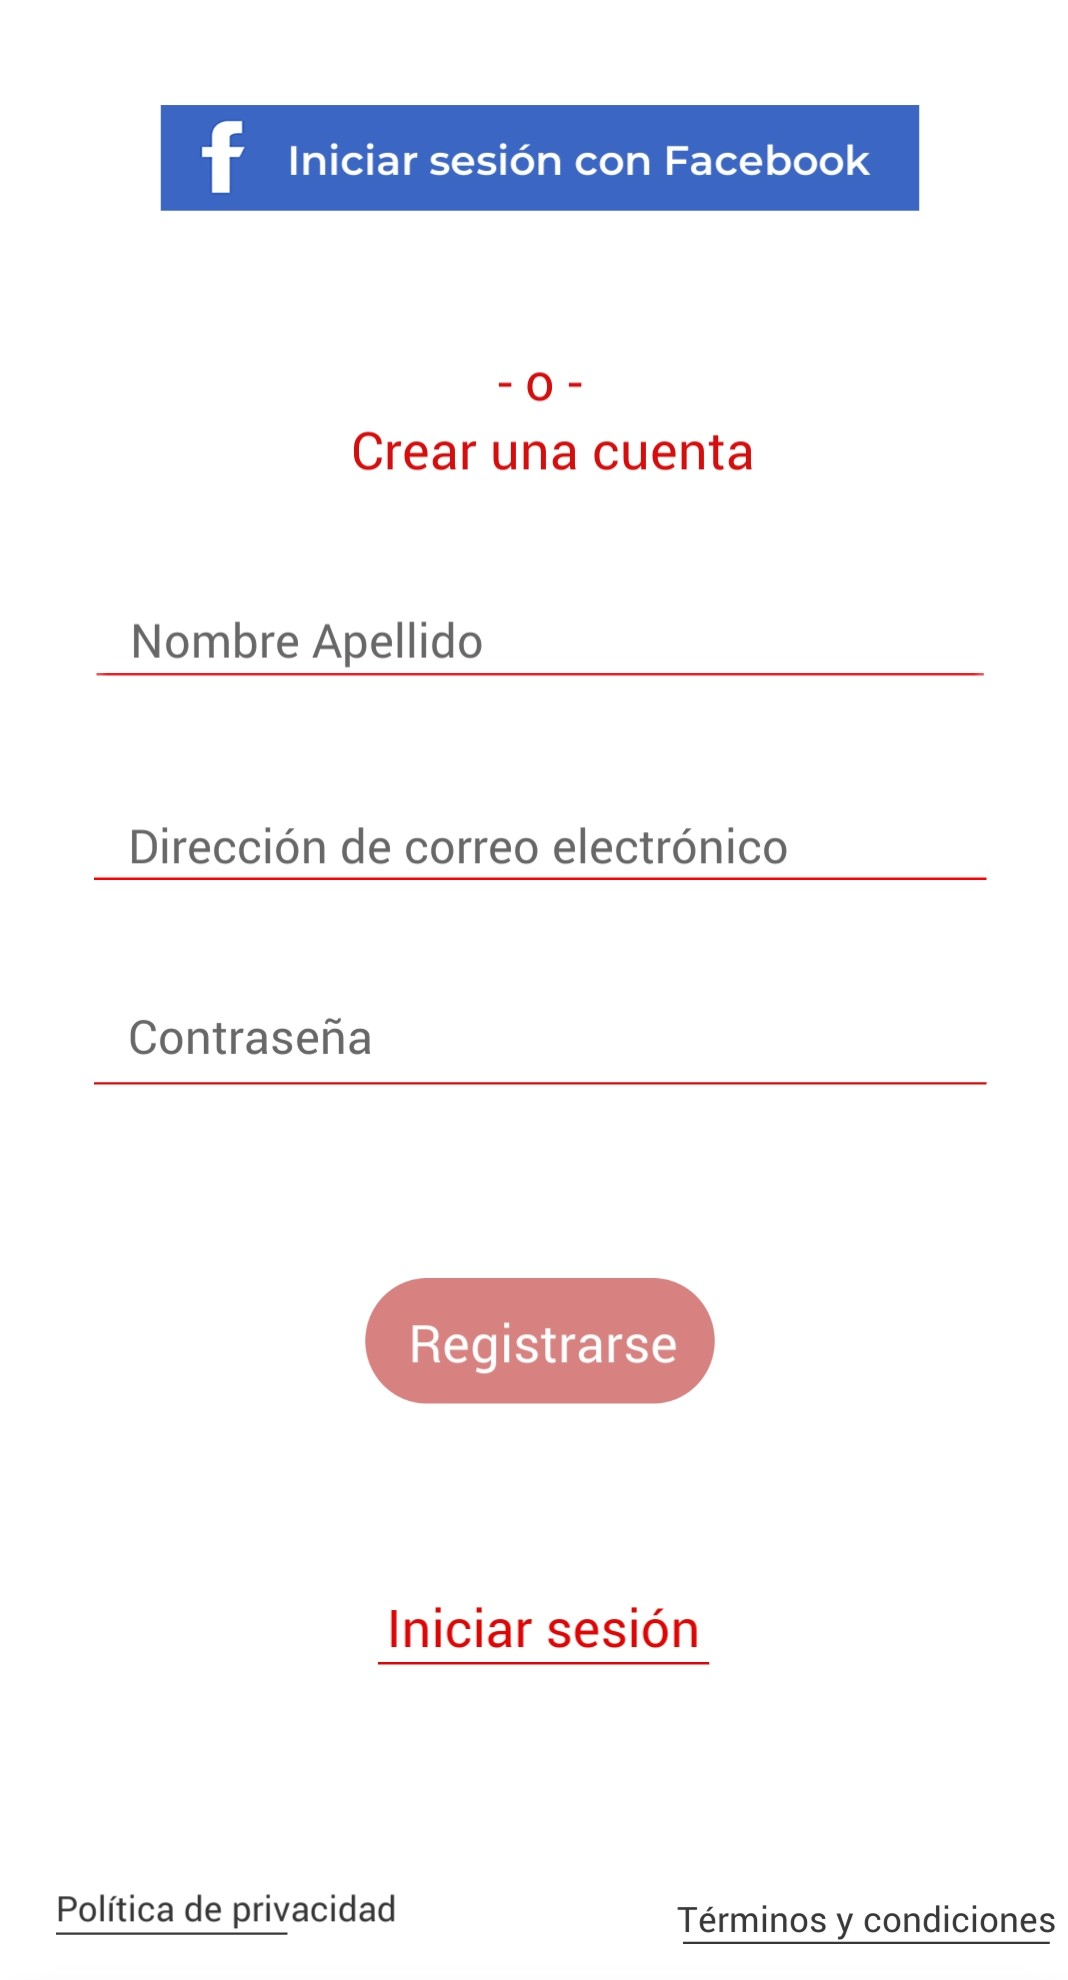 Iniciar sesión con Facebook
- o -
Crear una cuenta
Nombre Apellido
Dirección de correo electrónico
Contraseña
Registrarse
Iniciar sesión
Política de privacidad
Términos y condiciones